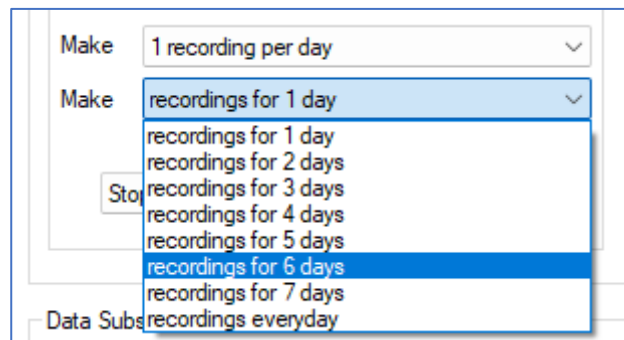 Make 1 recording per day
Make recordings for 1 day
recordings for 1 day
recordings for 2 days
recordings for 3 days
recordings for 4 days
recordings for 5 days
recordings for 6 days
recordings for 7 days
recordings everyday